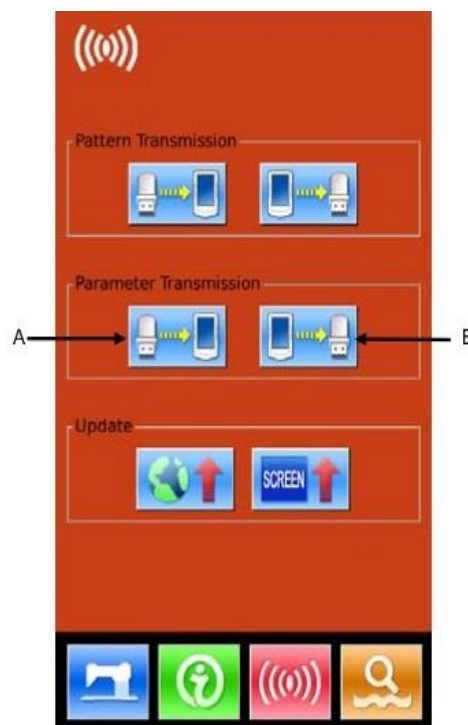 Pattern Transmission
Parameter Transmission
A
Update
SCREEN